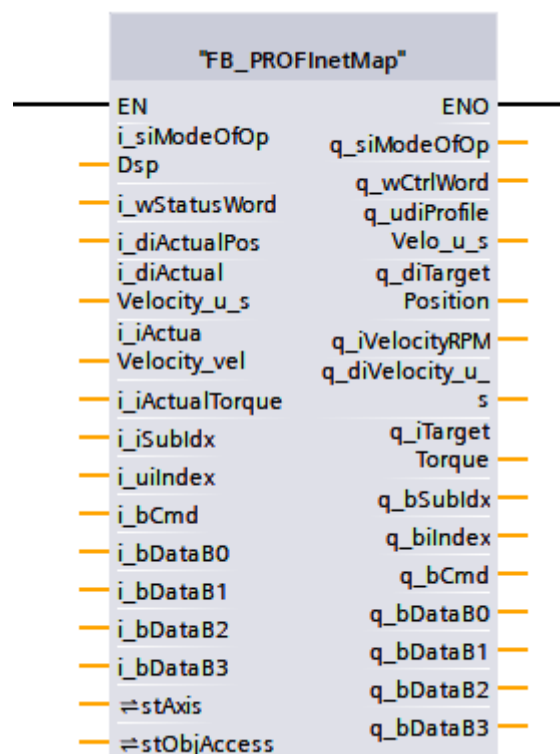 "FB_PROFInetMap"
EN
ENO
i_siModeOfOp
Dsp
q_siModeOfOp
i_wStatusWord
q_wCtrlWord
i_diActualPos
q_udiProfile
Velo_u_s
i_diActual
Velocity_u_s
q_diTarget
Position
i_iActua
Velocity_vel
q_iVelocityRPM
i_iActualTorque
q_diVelocity_u_
s
i_iSubIdx
q_iTarget
Torque
i_uiIndex
q_bSubIdx
i_bCmd
q_biIndex
i_bDataB0
q_bCmd
i_bDataB1
q_bDataB0
i_bDataB2
q_bDataB1
i_bDataB3
q_bDataB2
⇌stAxis
q_bDataB3
⇌stObjAccess